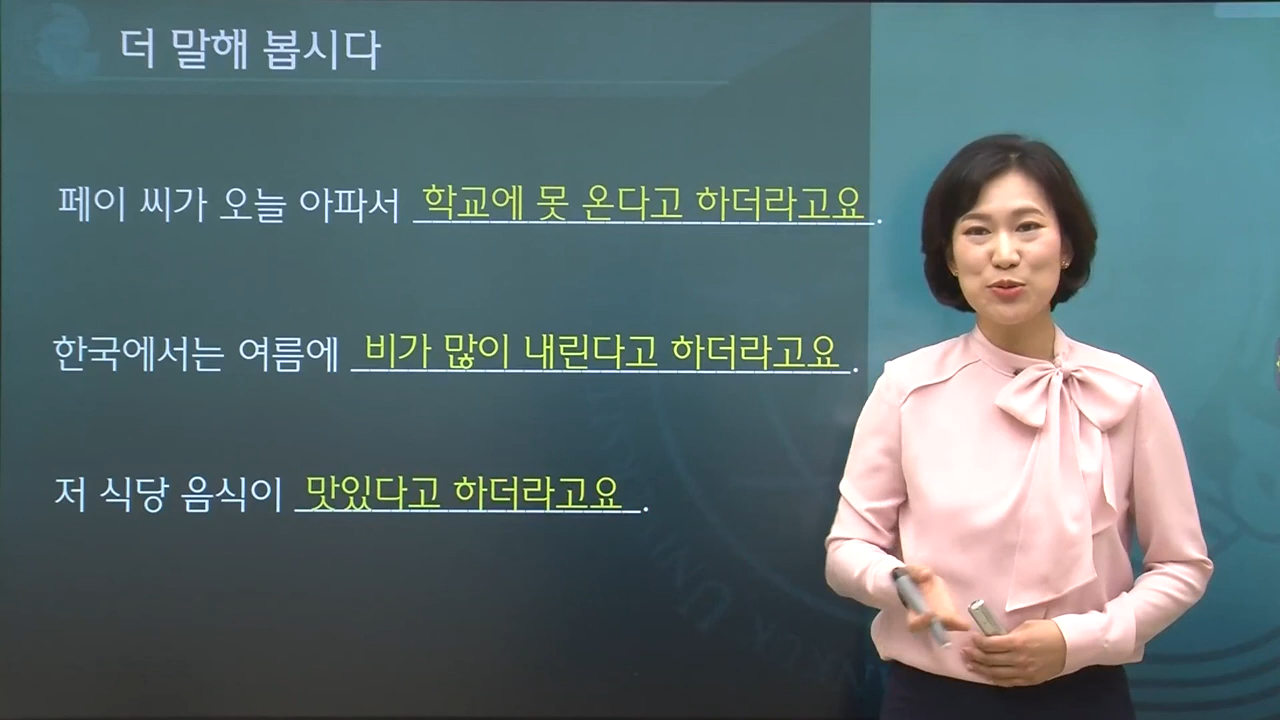 더 말해 봅시다
페이 씨가 오늘 아파서 학교에 못 온다고 하더라고요.
한국에서는 여름에 비가 많이 내린다고 하더라고요.
저 식당 음식이 맛있다고 하더라고요.